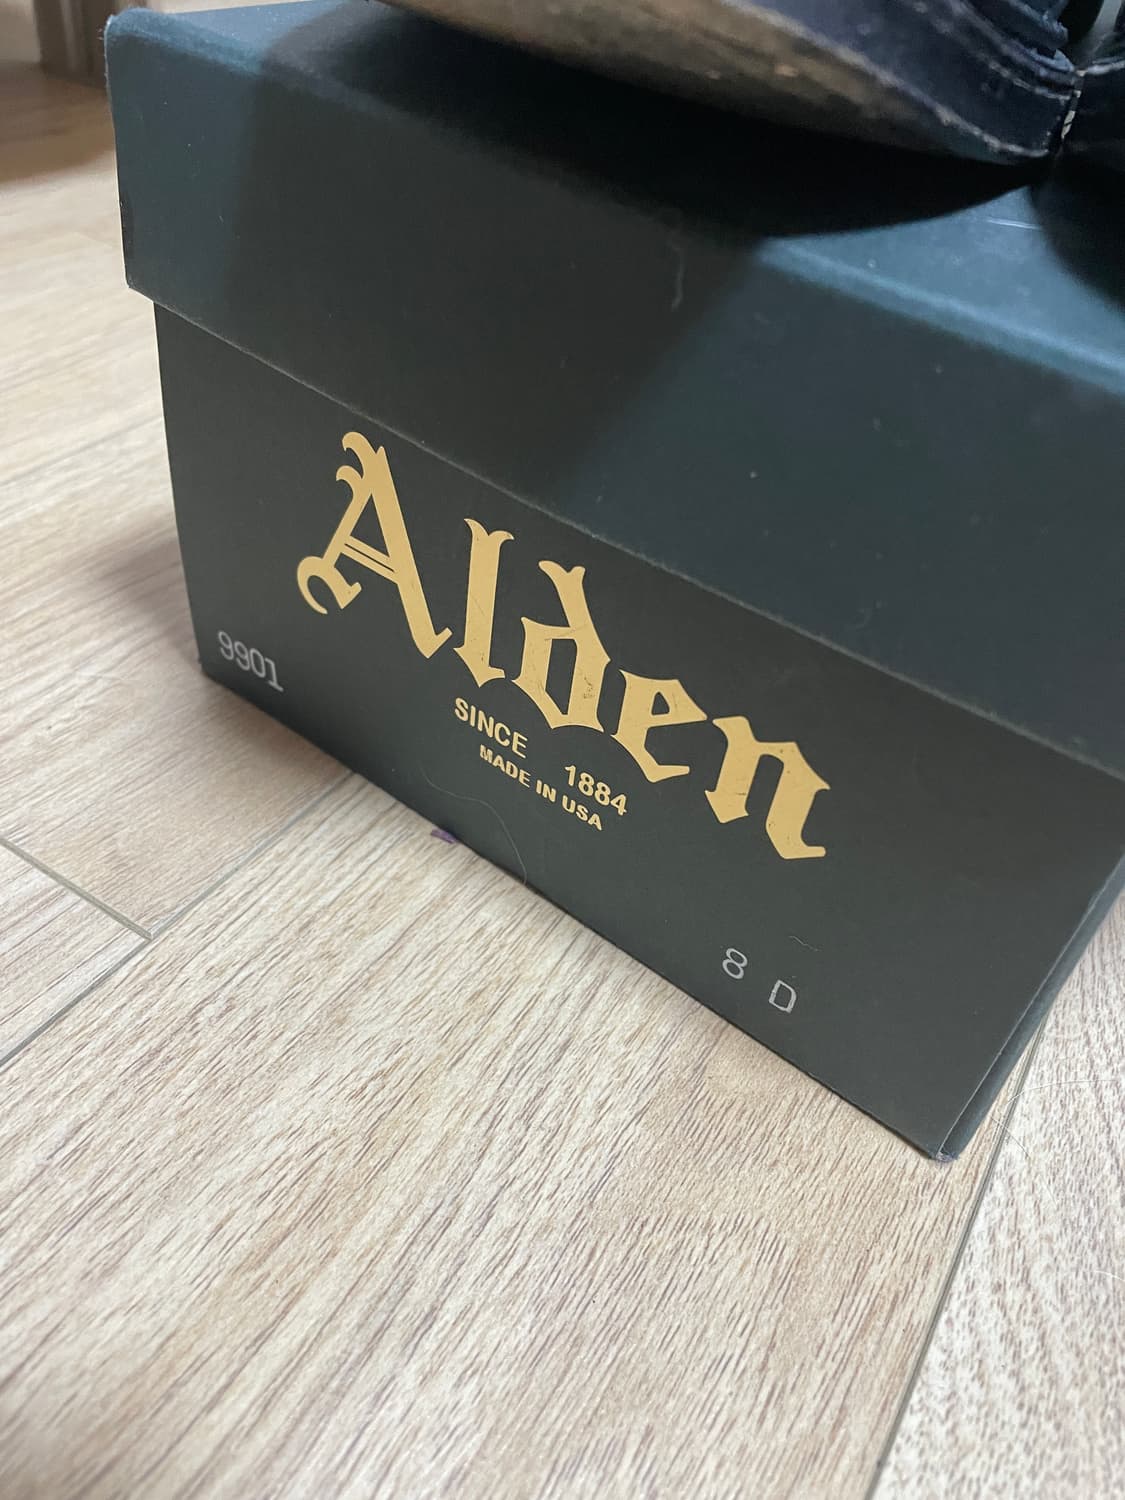 Alden
SINCE 1884
MADE IN USA
9901
8 D